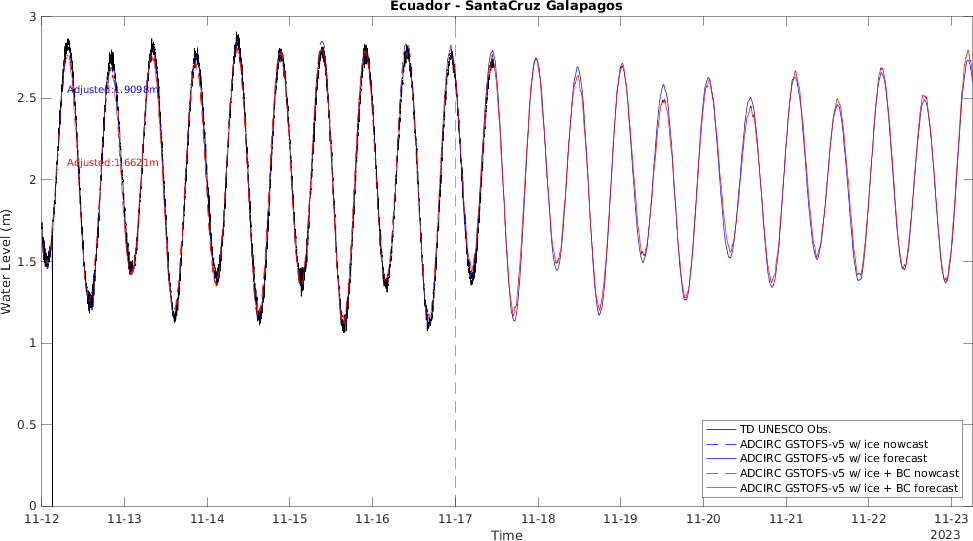 Ecuador - SantaCruz Galapagos
3
2.5
2
1.5
1
0.5
0
Water Level (m)
Adjusted:1.9098m
Adjusted:1.6621m
TD UNESCO Obs.
ADCIRC GSTOFS-v5 w/ ice nowcast
ADCIRC GSTOFS-v5 w/ ice forecast
ADCIRC GSTOFS-v5 w/ ice + BC nowcast
ADCIRC GSTOFS-v5 w/ ice + BC forecast
11-12 11-13 11-14 11-15 11-16 11-17 11-18 11-19 11-20 11-21 11-22 11-23
2023
Time